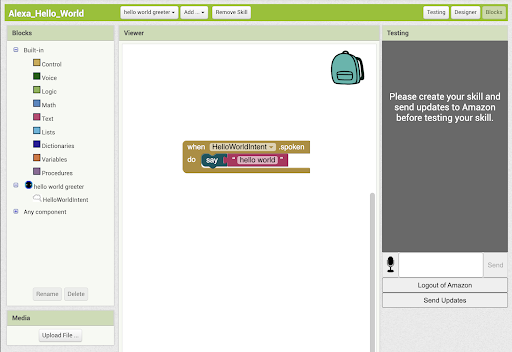 Alexa_Hello_World
hello world greeter
Add ...
Remove Skill
Testing
Designer
Blocks
Blocks
Built-in
Control
Voice
Logic
Math
Text
Lists
Dictionaries
Variables
Procedures
hello world greeter
HelloWorldIntent
Any component
Rename
Delete
Media
Upload File ...
Viewer
when HelloWorldIntent .spoken
do say " hello world "
Testing
Please create your skill and
send updates to Amazon
before testing your skill.
Send
Logout of Amazon
Send Updates